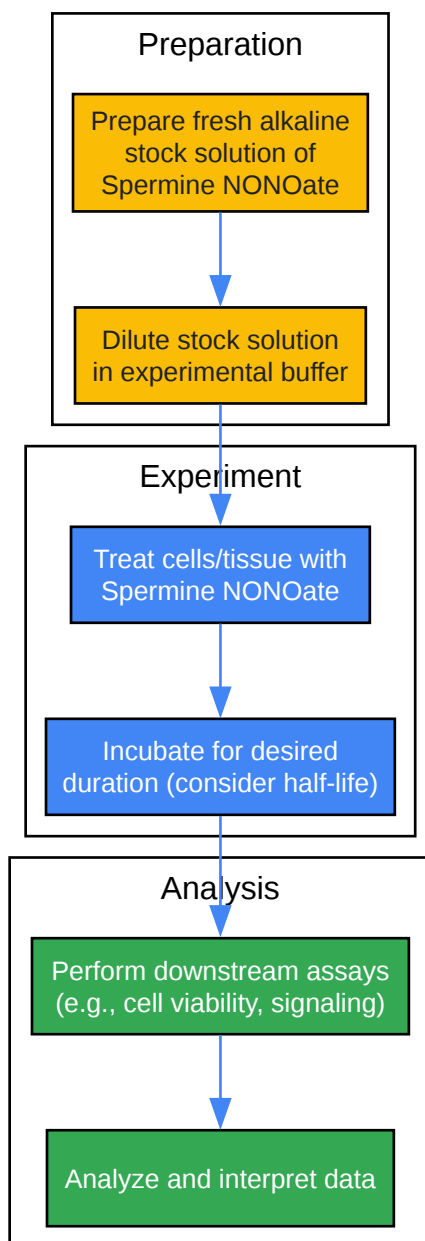 Preparation
Prepare fresh alkaline
stock solution of
Spermine NONOate
Dilute stock solution
in experimental buffer
Experiment
Treat cells/tissue with
Spermine NONOate
Incubate for desired
duration (consider half-life)
Analysis
Perform downstream assays
(e.g., cell viability, signaling)
Analyze and interpret data